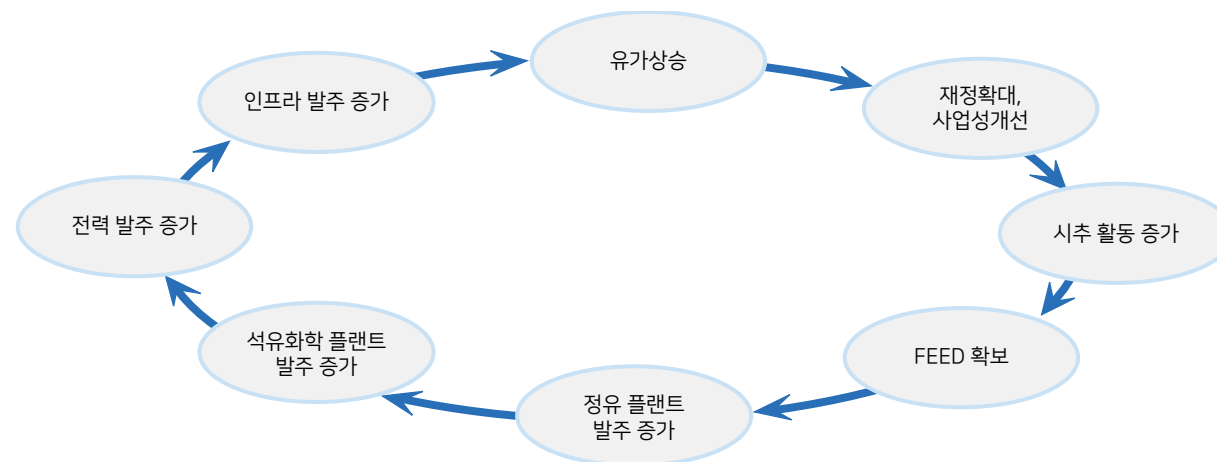 유가상승
재정확대,
사업성개선
시추 활동 증가
FEED 확보
정유 플랜트
발주 증가
석유화학 플랜트
발주 증가
전력 발주 증가
인프라 발주 증가